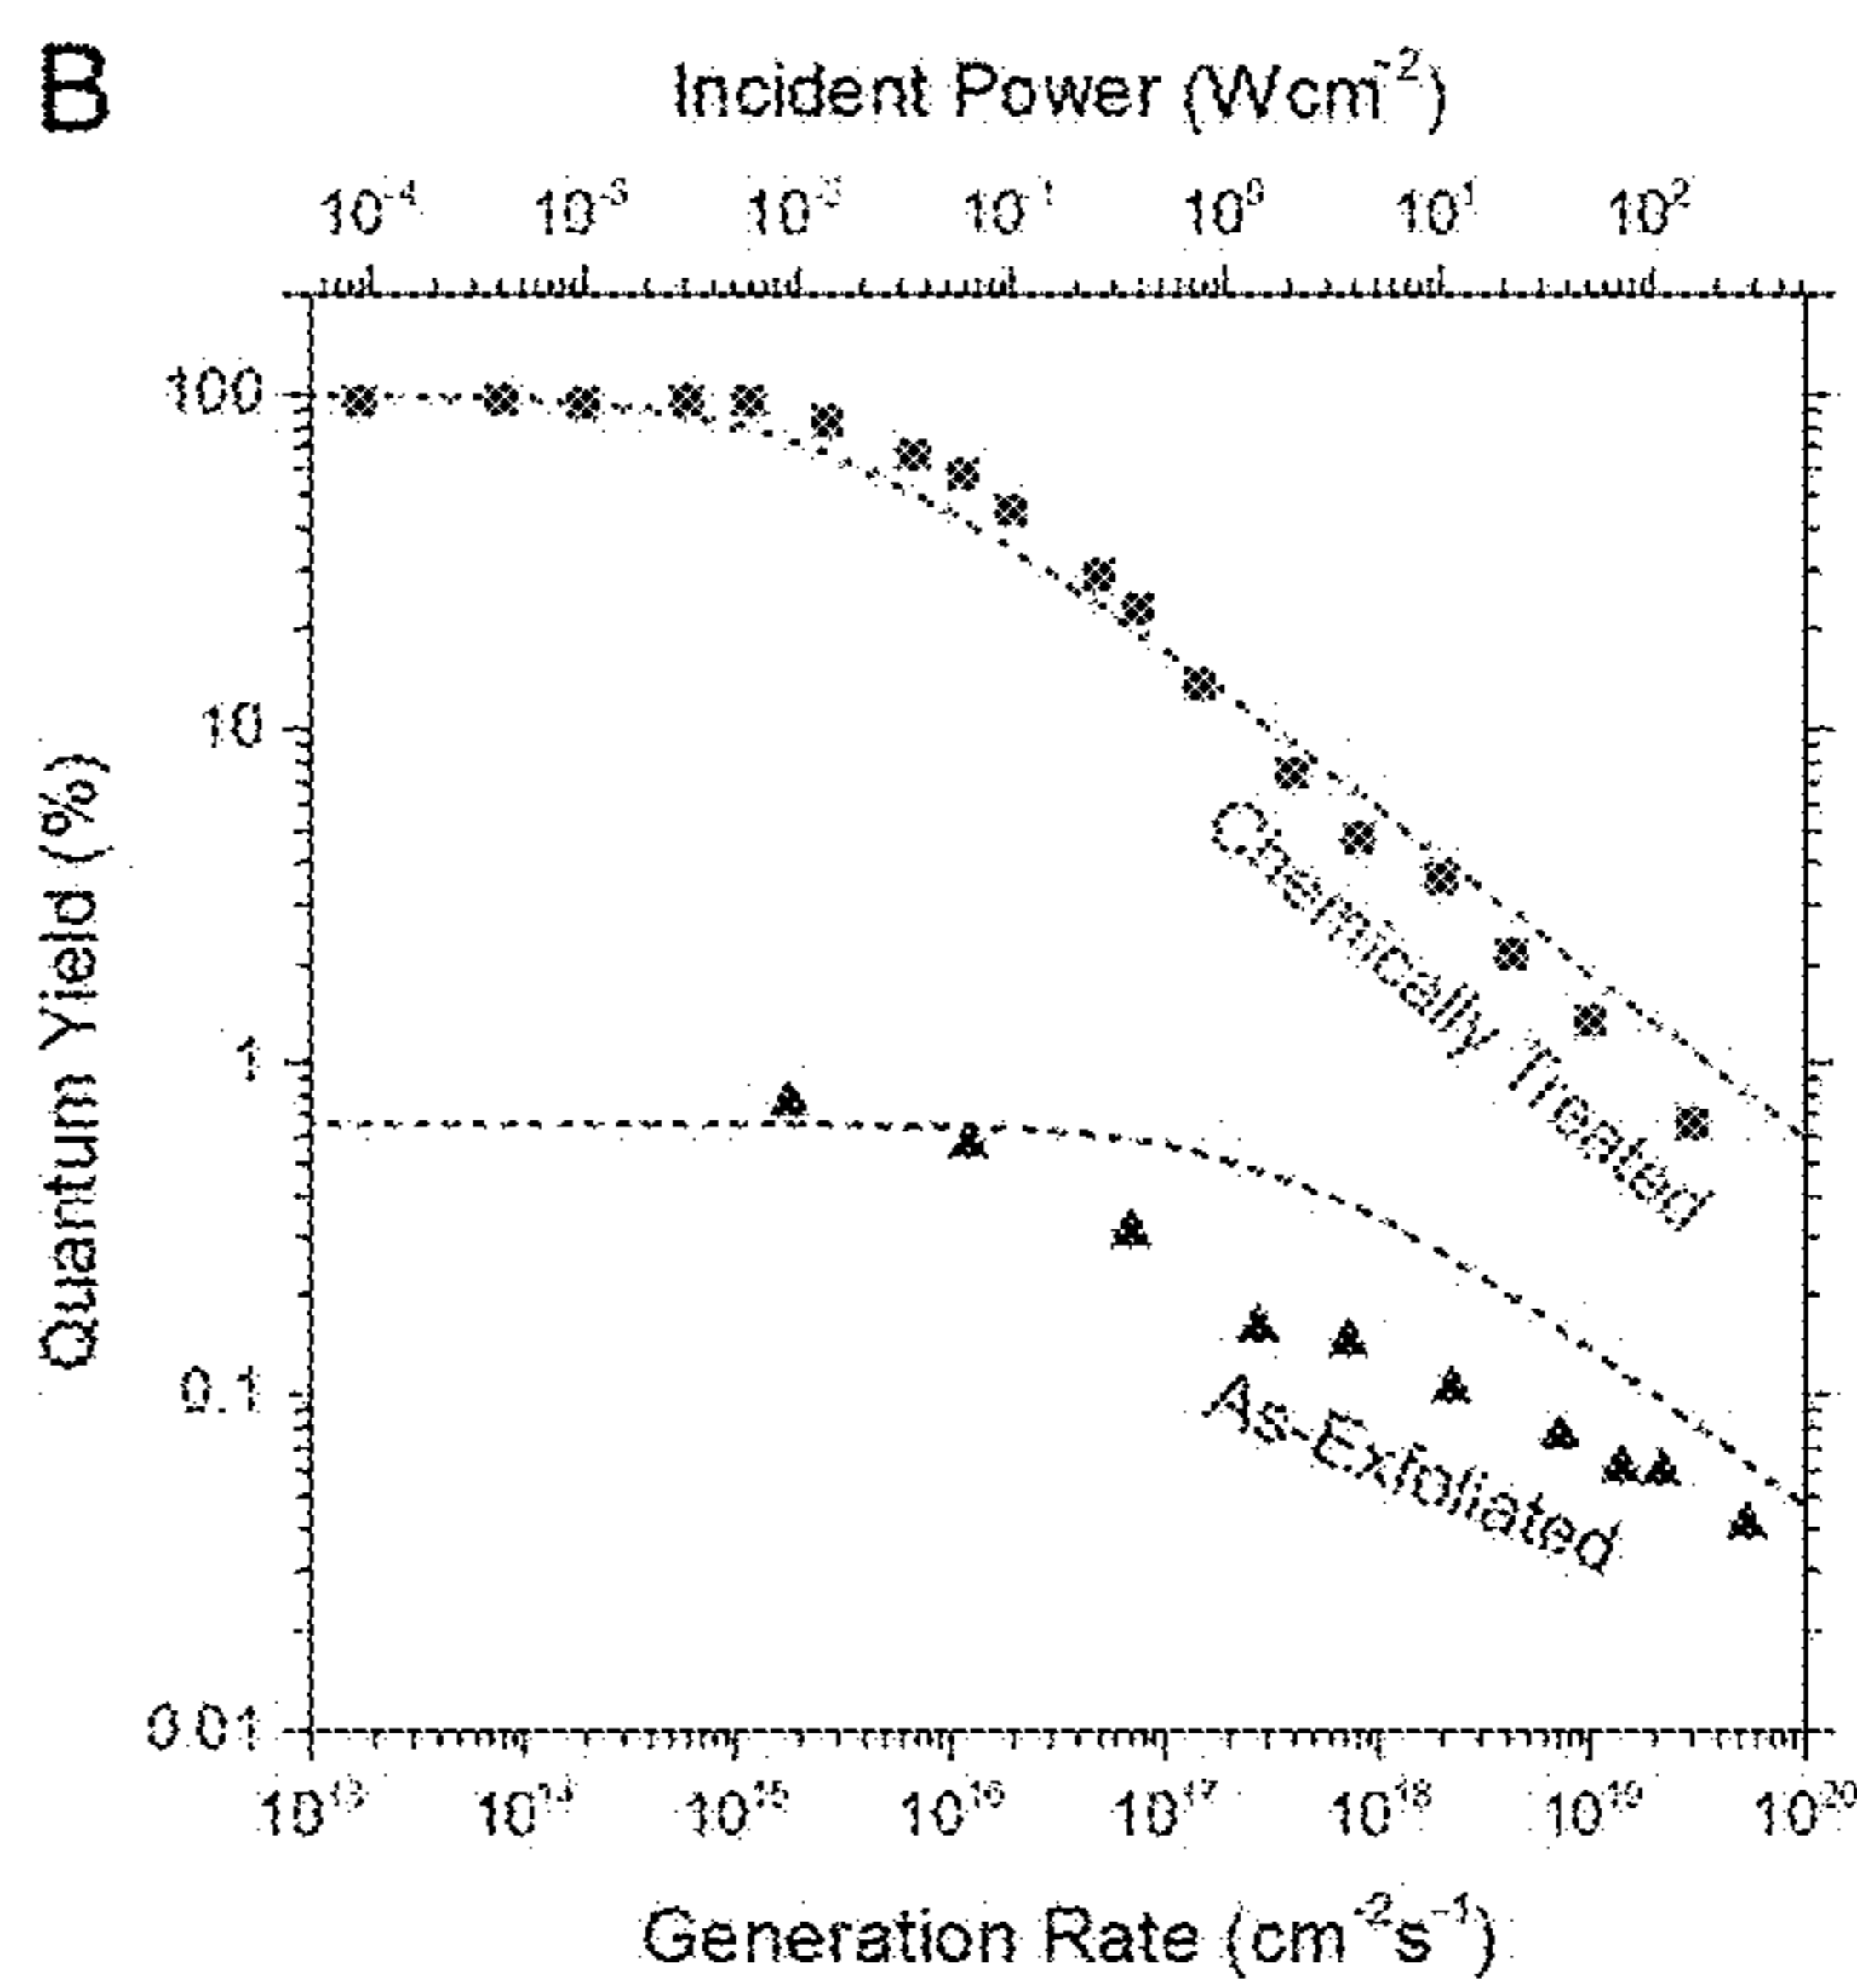 B
Incident Power (Wcm⁻²)
10⁻⁴ 10⁻³ 10⁻² 10⁻¹ 10⁰ 10¹ 10²
Quantum Yield (%)
100
10
1
0.1
0.01
Chemically Treated
As-Exfoliated
10¹³ 10¹⁴ 10¹⁵ 10¹⁶ 10¹⁷ 10¹⁸ 10¹⁹ 10²⁰
Generation Rate (cm⁻²s⁻¹)